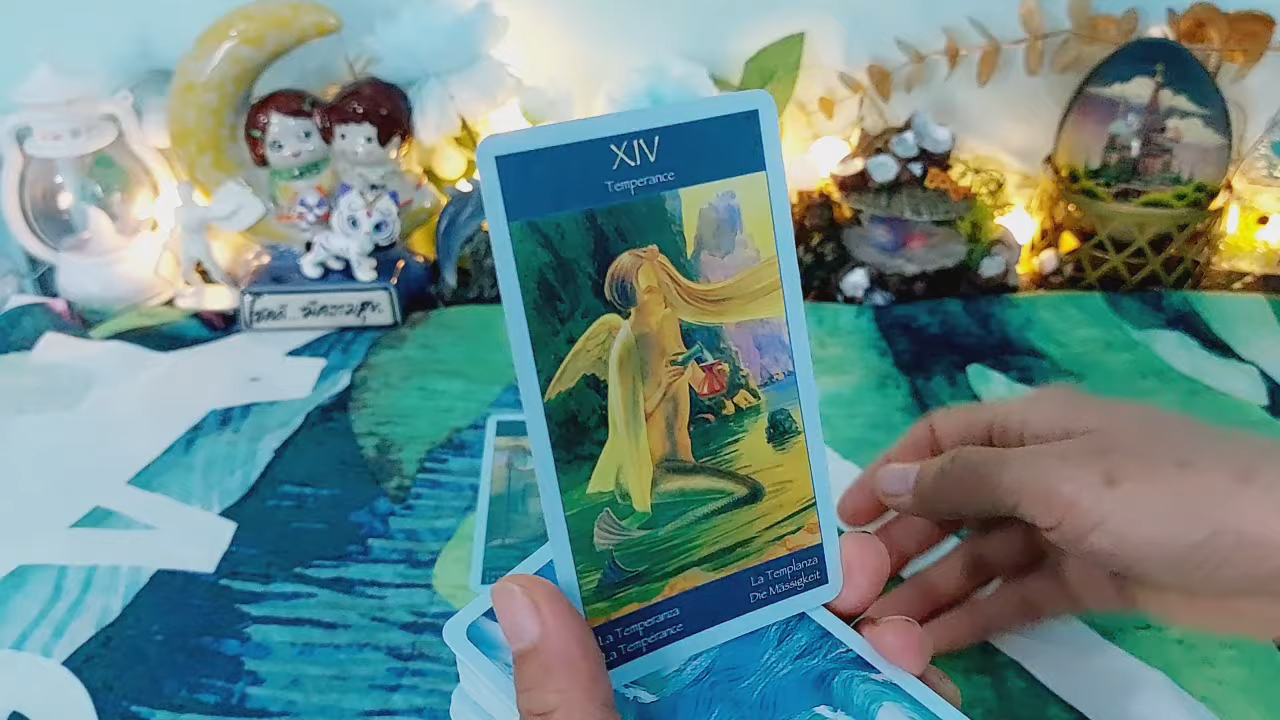 XIV
Temperance
La Temperanza
La Tempérance
La Templanza
Die Mässigkeit